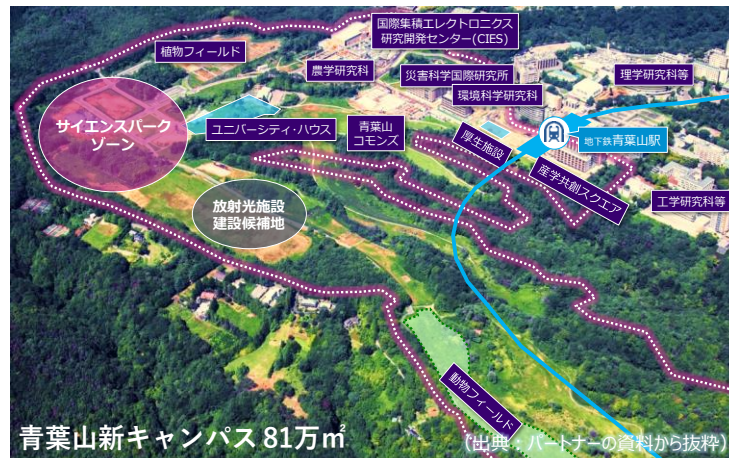 国際集積エレクトロニクス
研究開発センター(CIES)
植物フィールド
農学研究科
災害科学国際研究所
理学研究科等
環境科学研究科
サイエンスパーク
ゾーン
ユニバーシティ・ハウス
青葉山
コモンズ
厚生施設
地下鉄青葉山駅
産学共創スクエア
工学研究科等
放射光施設
建設候補地
動物フィールド
青葉山新キャンパス 81万㎡
(出典：パートナーの資料から抜粋)